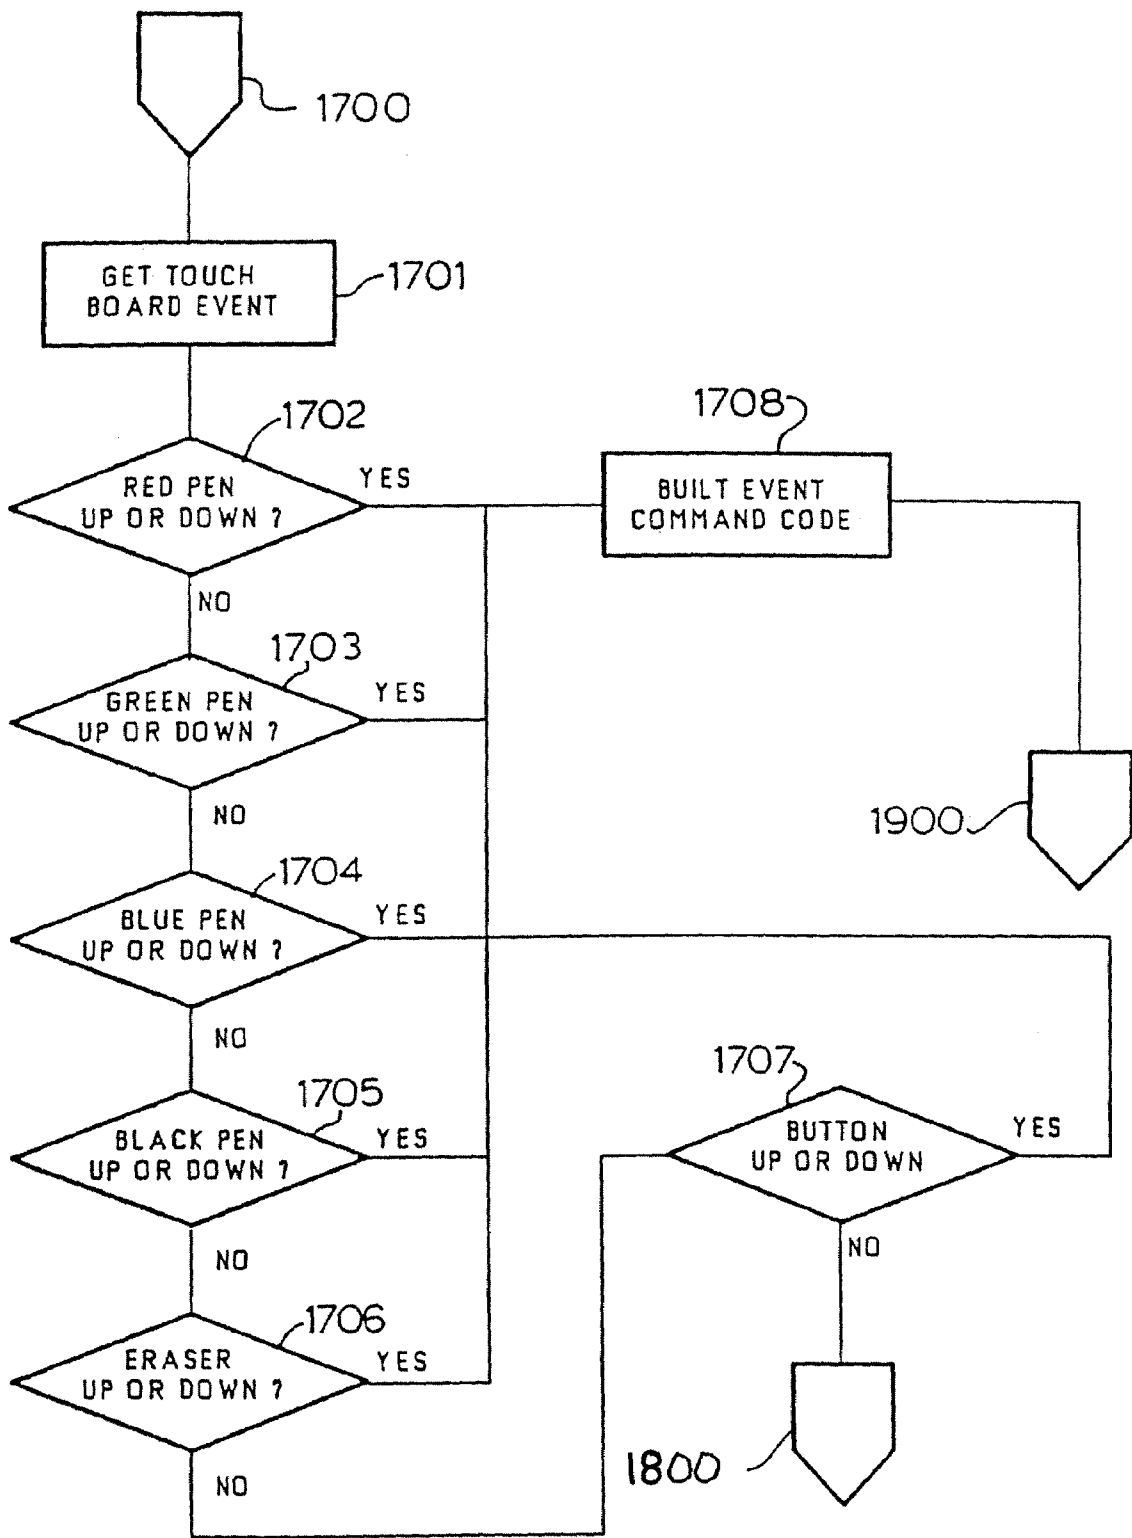 1700
GET TOUCH
BOARD EVENT
1701
1702
RED PEN
UP OR DOWN ?
YES
NO
1708
BUILT EVENT
COMMAND CODE
1703
GREEN PEN
UP OR DOWN ?
YES
NO
1900
1704
BLUE PEN
UP OR DOWN ?
YES
NO
1705
BLACK PEN
UP OR DOWN ?
YES
NO
1707
BUTTON
UP OR DOWN
YES
NO
1706
ERASER
UP OR DOWN ?
YES
NO
1800